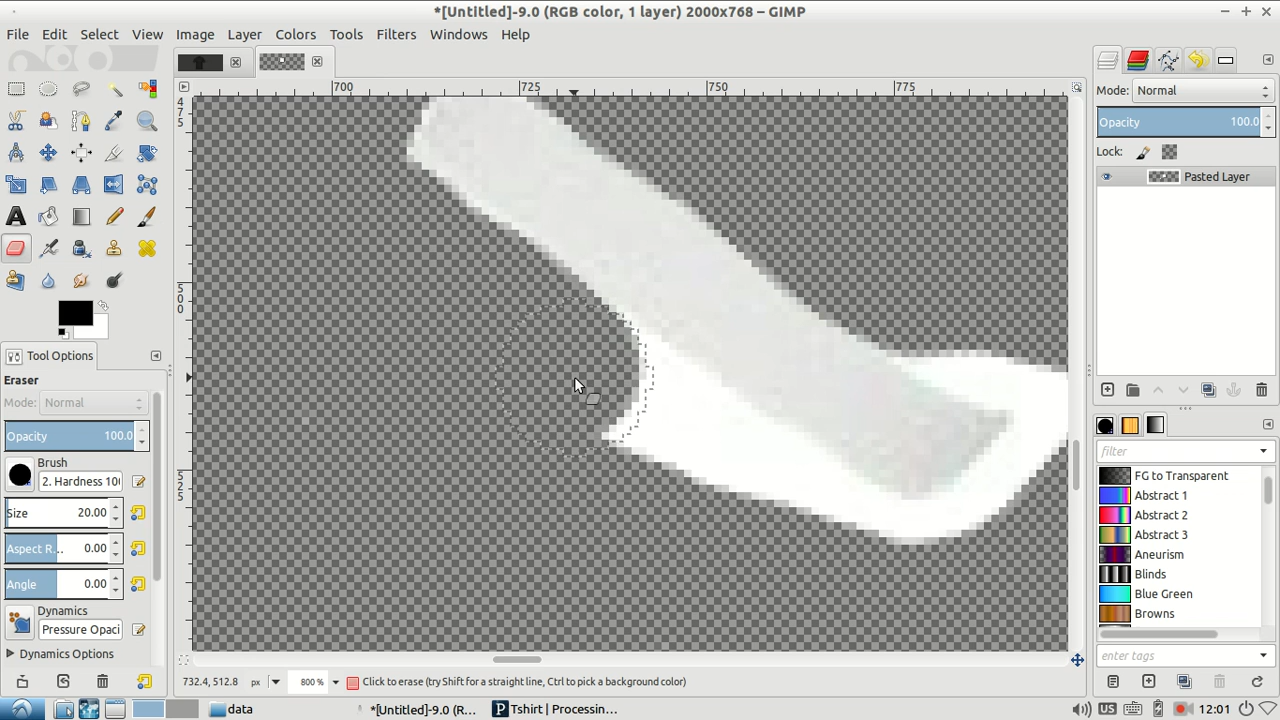 *[Untitled]-9.0 (RGB color, 1 layer) 2000x768 – GIMP
File Edit Select View Image Layer Colors Tools Filters Windows Help
700 725 750 775
475
500
525
Mode: Normal
Opacity 100.0
Lock:
Pasted Layer
Tool Options
Eraser
Mode: Normal
Opacity 100.0
Brush
2. Hardness 10
Size 20.00
Aspect R... 0.00
Angle 0.00
Dynamics
Pressure Opaci
Dynamics Options
filter
FG to Transparent
Abstract 1
Abstract 2
Abstract 3
Aneurism
Blinds
Blue Green
Browns
enter tags
732.4, 512.8 px 800 % Click to erase (try Shift for a straight line, Ctrl to pick a background color)
data *[Untitled]-9.0 (R... Tshirt | Processin... US 12:01